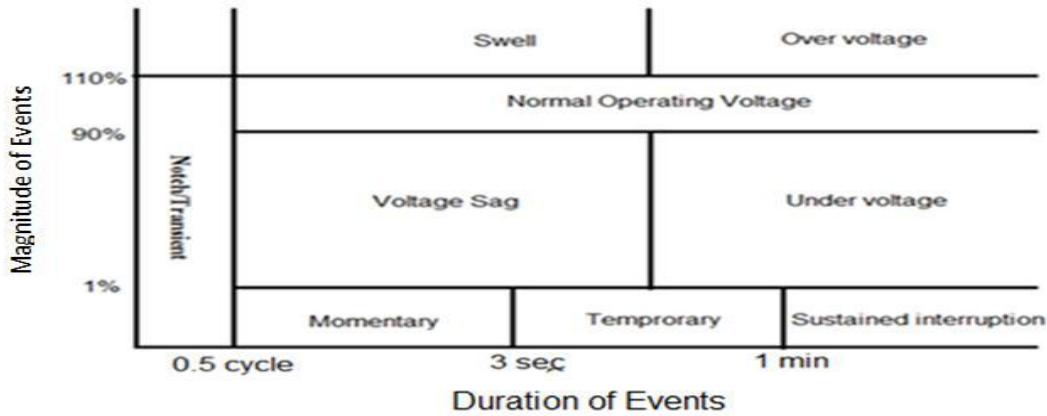 Swell
Over voltage
110%
Normal Operating Voltage
90%
Magnitude of Events
Notch/Transient
Voltage Sag
Under voltage
1%
Momentary
Temprorary
Sustained interruption
0.5 cycle
3 sec
1 min
Duration of Events